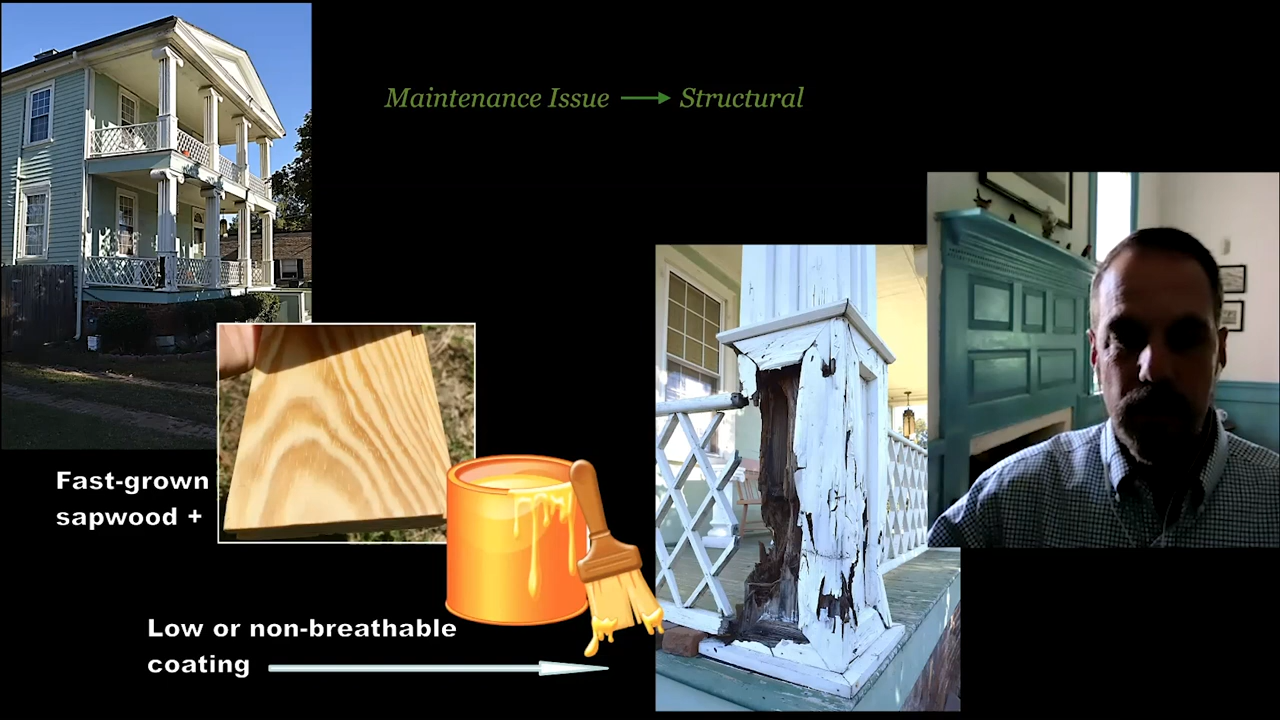 Maintenance Issue → Structural
Fast-grown
sapwood +
Low or non-breathable
coating